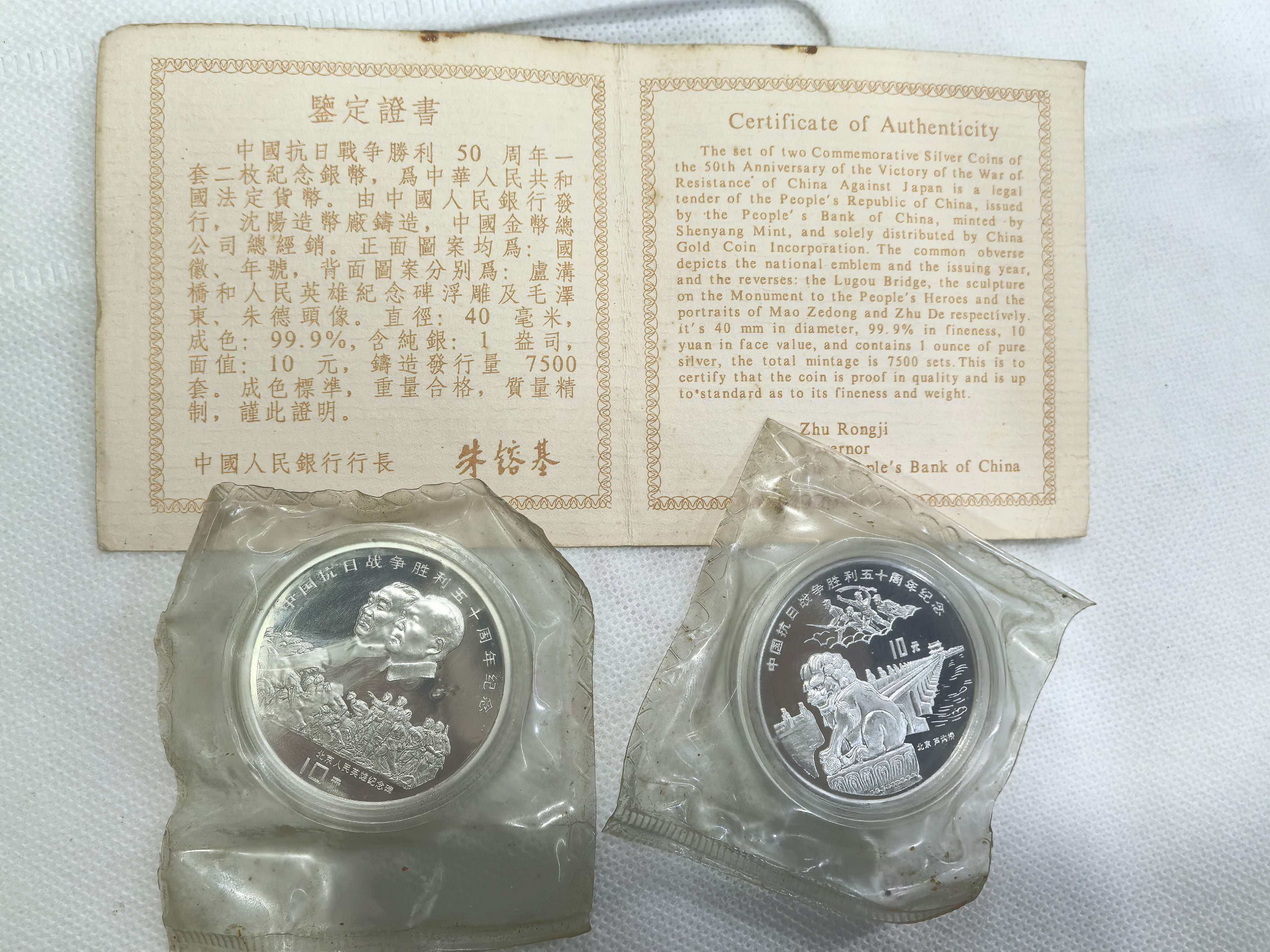 鑒定證書
中國抗日戰争勝利 50 周年一
套二枚紀念銀幣，爲中華人民共和
國法定貨幣。由中國人民銀行發
行，沈陽造幣廠鑄造，中國金幣總
公司總經銷。正面圖案均爲：國
徽、年號，背面圖案分别爲：盧溝
橋和人民英雄紀念碑浮雕及毛澤
東、朱德頭像。直徑：40 毫米，
成色：99.9%，含純銀：1 盎司，
面值：10 元，鑄造發行量 7500
套。成色標準，重量合格，質量精
制，謹此證明。
中國人民銀行行長 朱镕基
Certificate of Authenticity
The set of two Commemorative Silver Coins of
the 50th Anniversary of the Victory of the War of
Resistance of China Against Japan is a legal
tender of the People's Republic of China, issued
by the People's Bank of China, minted by
Shenyang Mint, and solely distributed by China
Gold Coin Incorporation. The common obverse
depicts the national emblem and the issuing year,
and the reverses: the Lugou Bridge, the sculpture
on the Monument to the People's Heroes and the
portraits of Mao Zedong and Zhu De respectively.
it's 40 mm in diameter, 99.9% in fineness, 10
yuan in face value, and contains 1 ounce of pure
silver, the total mintage is 7500 sets. This is to
certify that the coin is proof in quality and is up
to standard as to its fineness and weight.
Zhu Rongji
ernor
ple's Bank of China
中国抗日战争胜利五十周年纪念
北京人民英雄纪念碑
10元
中国抗日战争胜利五十周年纪念
10元
北京卢沟桥